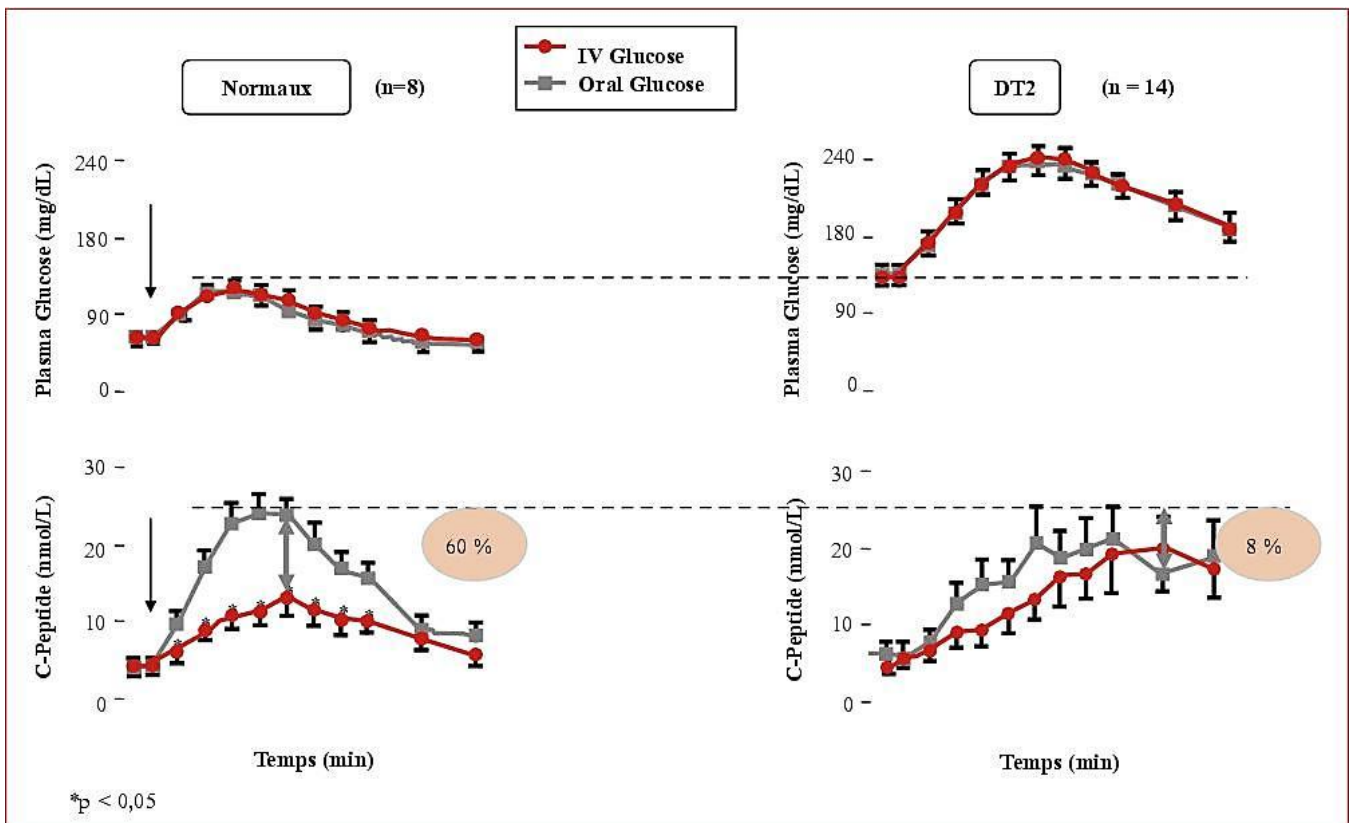 IV Glucose
Oral Glucose
Normaux (n=8)
DT2 (n = 14)
Plasma Glucose (mg/dL)
240
180
90
0
Plasma Glucose (mg/dL)
240
180
90
0
C-Peptide (nmol/L)
30
20
10
0
* * * * * * * *
60 %
C-Peptide (nmol/L)
30
20
10
0
8 %
Temps (min)
Temps (min)
*p < 0,05